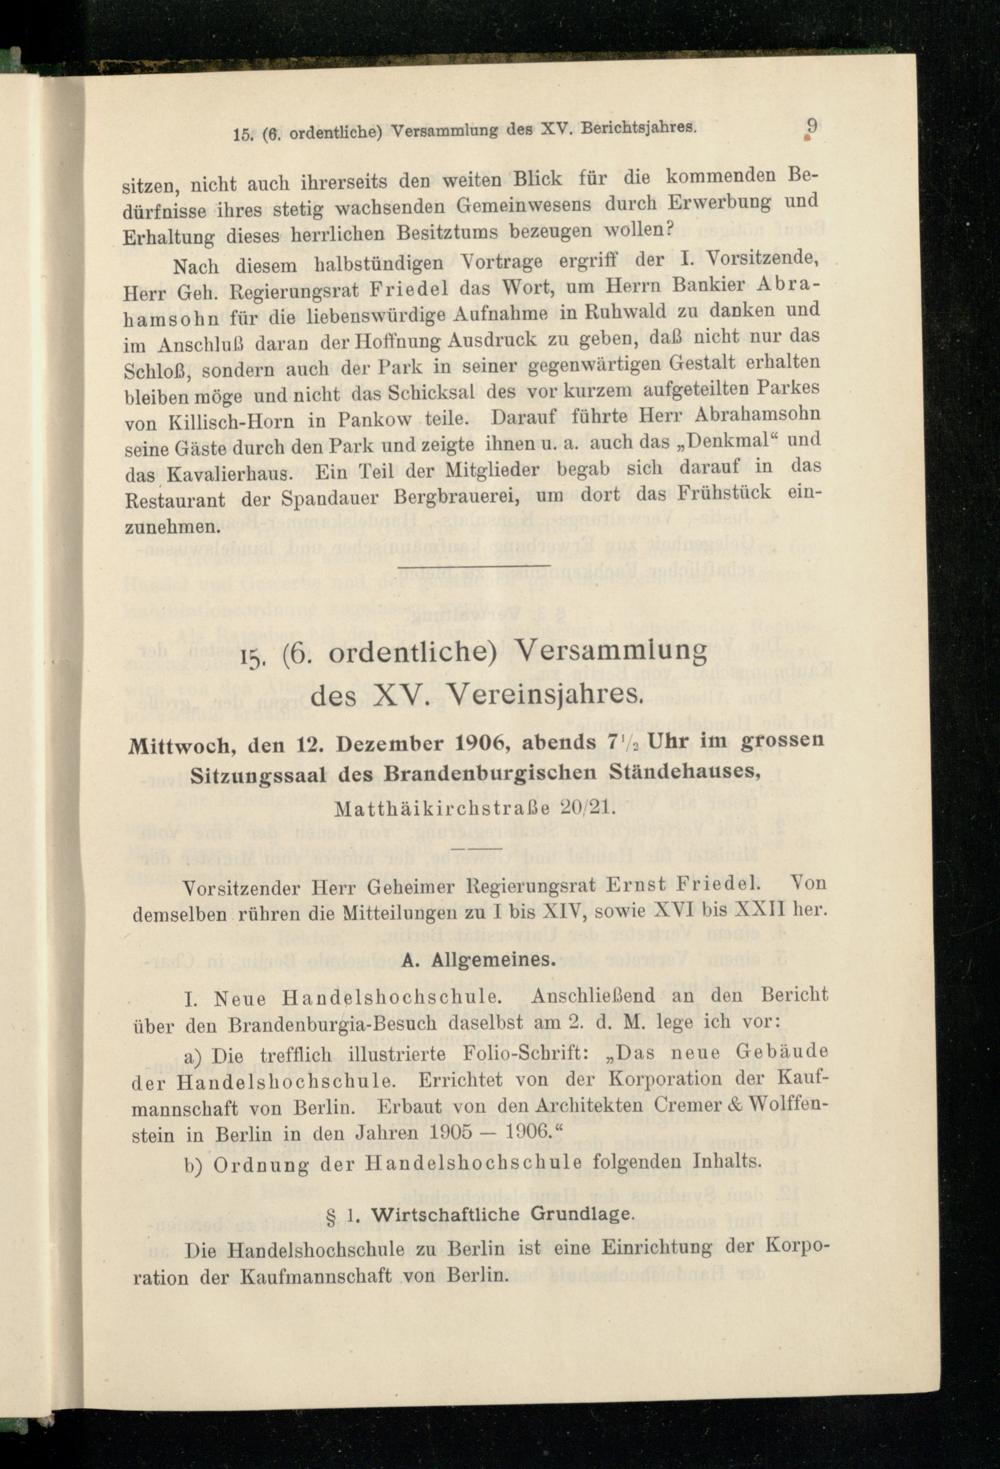 15. (6. ordentliche) Versammlung des XV. Berichtsjahres. 9
sitzen, nicht auch ihrerseits den weiten Blick für die kommenden Be-
dürfnisse ihres stetig wachsenden Gemeinwesens durch Erwerbung und
Erhaltung dieses herrlichen Besitztums bezeugen wollen?
Nach diesem halbstündigen Vortrage ergriff der I. Vorsitzende,
Herr Geh. Regierungsrat Friedel das Wort, um Herrn Bankier Abra-
hamsohn für die liebenswürdige Aufnahme in Ruhwald zu danken und
im Anschluß daran der Hoffnung Ausdruck zu geben, daß nicht nur das
Schloß, sondern auch der Park in seiner gegenwärtigen Gestalt erhalten
bleiben möge und nicht das Schicksal des vor kurzem aufgeteilten Parkes
von Killisch-Horn in Pankow teile. Darauf führte Herr Abrahamsohn
seine Gäste durch den Park und zeigte ihnen u. a. auch das „Denkmal“ und
das Kavalierhaus. Ein Teil der Mitglieder begab sich darauf in das
Restaurant der Spandauer Bergbrauerei, um dort das Frühstück ein-
zunehmen.
15. (6. ordentliche) Versammlung
des XV. Vereinsjahres.
Mittwoch, den 12. Dezember 1906, abends 7½ Uhr im grossen
Sitzungssaal des Brandenburgischen Ständehauses,
Matthäikirchstraße 20/21.
Vorsitzender Herr Geheimer Regierungsrat Ernst Friedel. Von
demselben rühren die Mitteilungen zu I bis XIV, sowie XVI bis XXII her.
A. Allgemeines.
I. Neue Handelshochschule. Anschließend an den Bericht
über den Brandenburgia-Besuch daselbst am 2. d. M. lege ich vor:
a) Die trefflich illustrierte Folio-Schrift: „Das neue Gebäude
der Handelshochschule. Errichtet von der Korporation der Kauf-
mannschaft von Berlin. Erbaut von den Architekten Cremer & Wolffen-
stein in Berlin in den Jahren 1905 — 1906.“
b) Ordnung der Handelshochschule folgenden Inhalts.
§ 1. Wirtschaftliche Grundlage.
Die Handelshochschule zu Berlin ist eine Einrichtung der Korpo-
ration der Kaufmannschaft von Berlin.